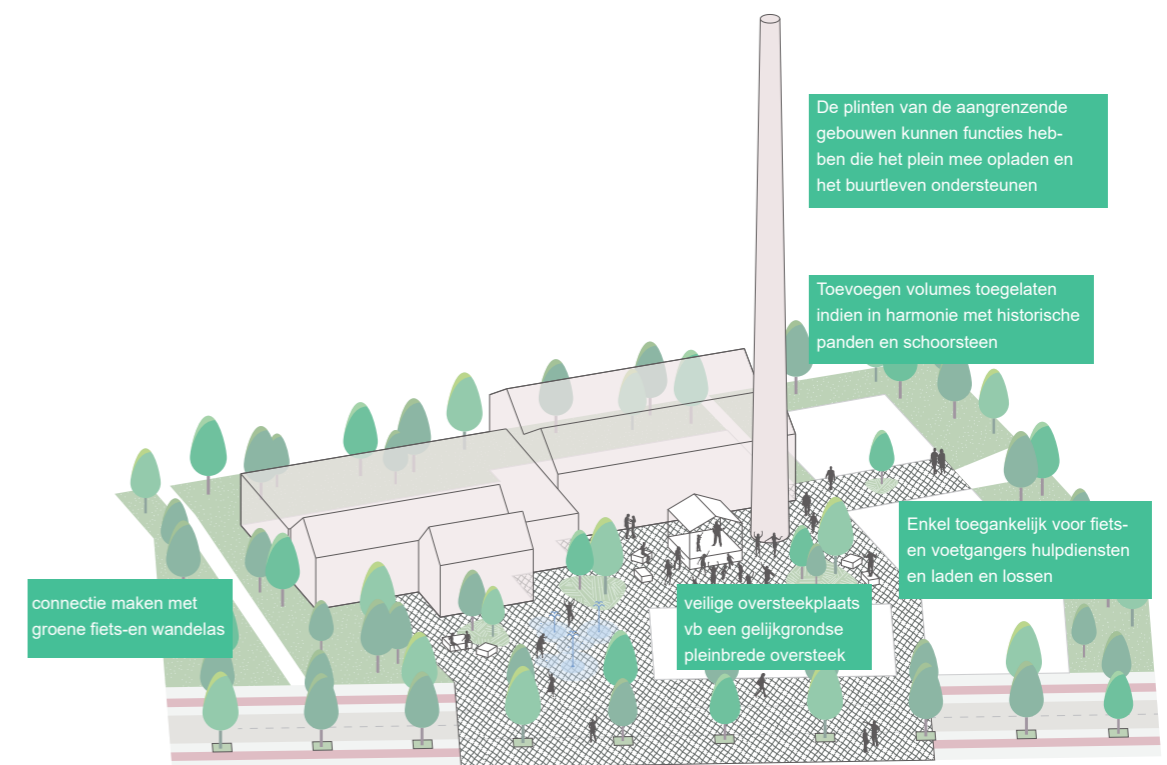 De plinten van de aangrenzende
gebouwen kunnen functies heb-
ben die het plein mee opladen en
het buurtleven ondersteunen
Toevoegen volumes toegelaten
indien in harmonie met historische
panden en schoorsteen
Enkel toegankelijk voor fiets-
en voetgangers hulpdiensten
en laden en lossen
connectie maken met
groene fiets-en wandelas
veilige oversteekplaats
vb een gelijkgrondse
pleinbrede oversteek